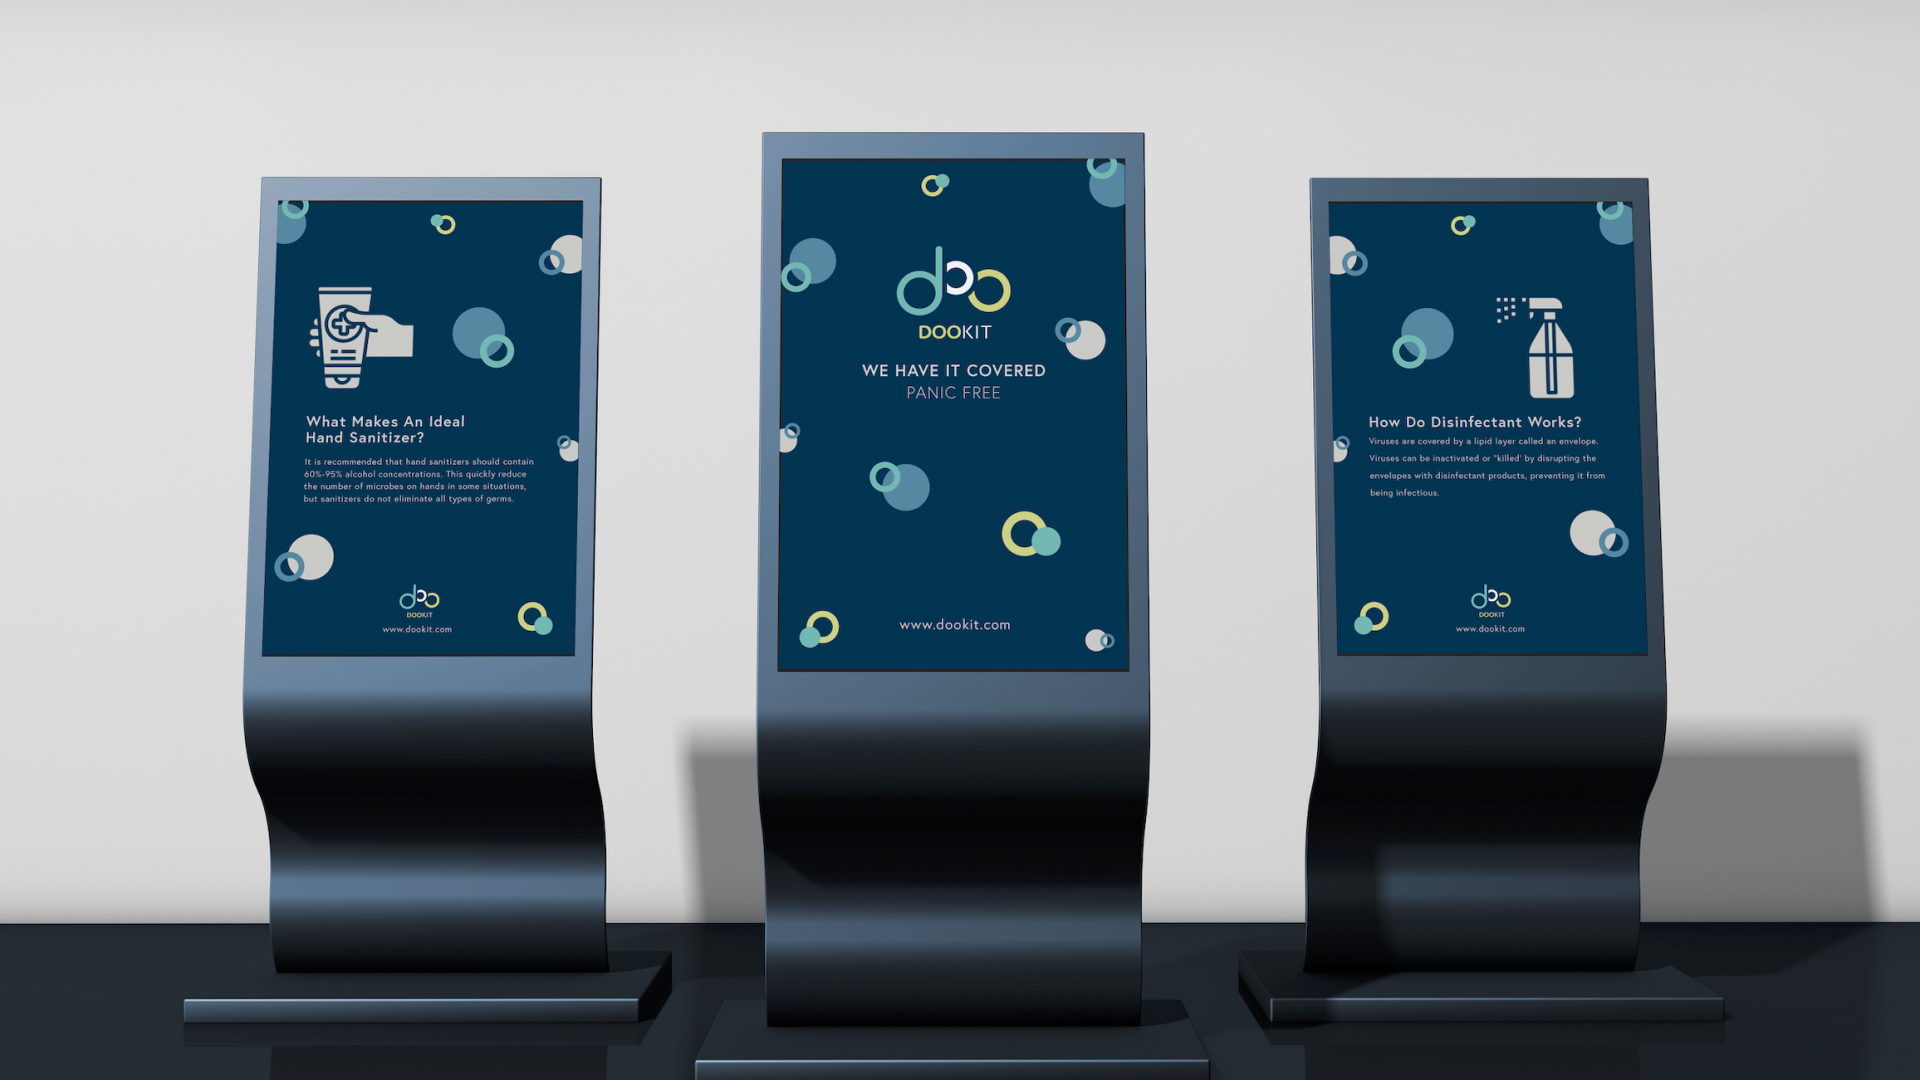 What Makes An Ideal
Hand Sanitizer?
It is recommended that hand sanitizers should contain
60%-95% alcohol concentrations. This quickly reduce
the number of microbes on hands in some situations,
but sanitizers do not eliminate all types of germs.
doo
DOOKIT
www.dookit.com
doo
DOOKIT
WE HAVE IT COVERED
PANIC FREE
www.dookit.com
How Do Disinfectant Works?
Viruses are covered by a lipid layer called an envelope.
Viruses can be inactivated or "killed' by disrupting the
envelopes with disinfectant products, preventing it from
being infectious.
doo
DOOKIT
www.dookit.com